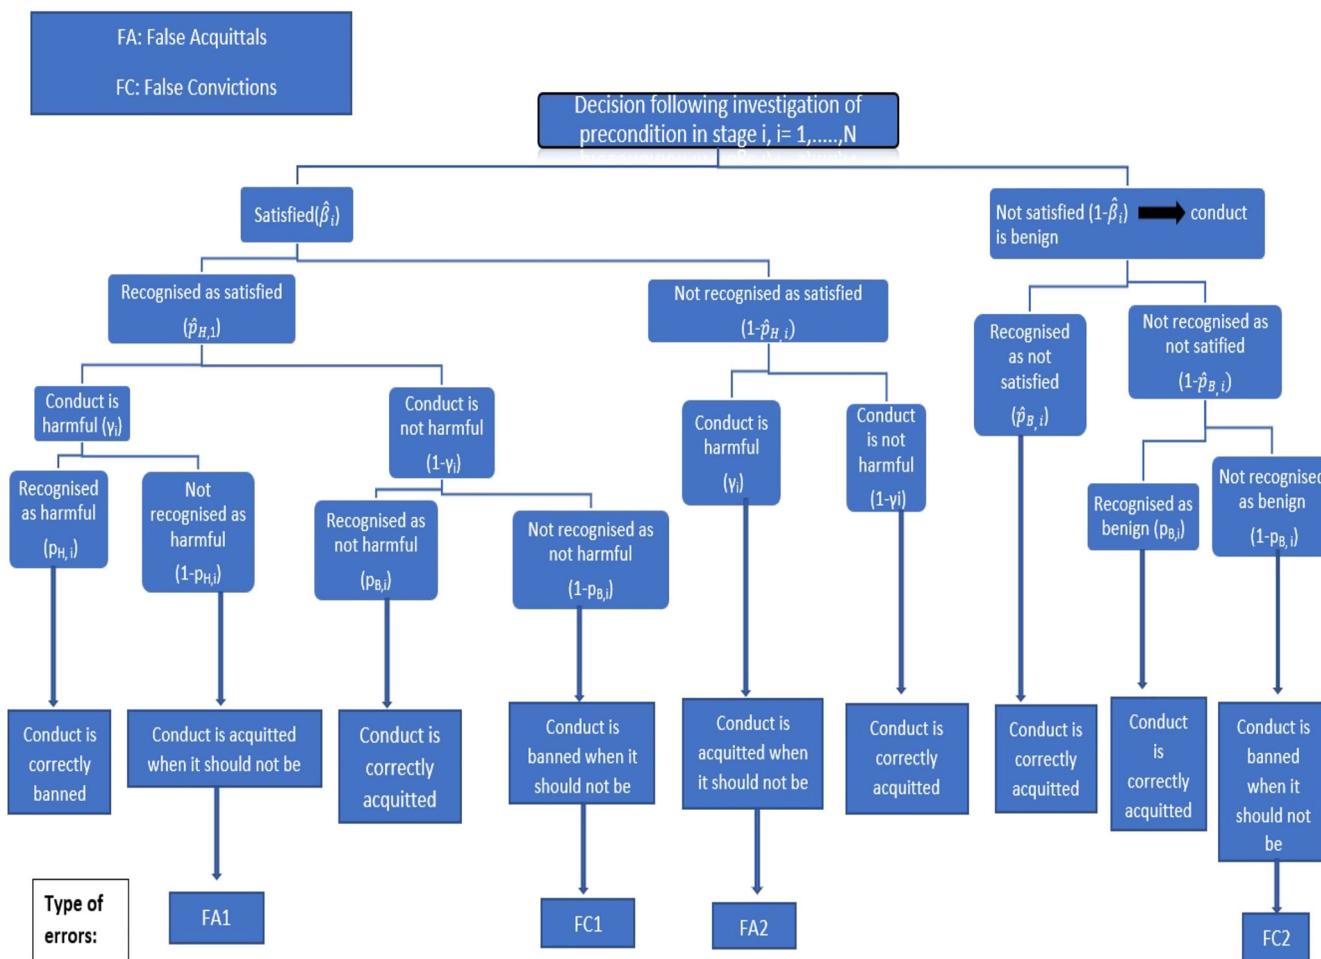 FA: False Acquittals
FC: False Convictions
Decision following investigation of
precondition in stage i, i= 1,.....,N
Satisfied(β̂ᵢ)
Not satisfied (1-β̂ᵢ) ➡ conduct
is benign
Recognised as satisfied
(p̂H,1)
Not recognised as satisfied
(1-p̂H,i)
Recognised
as not
satisfied
(p̂B,i)
Not recognised as
not satified
(1-p̂B,i)
Conduct is
harmful (γᵢ)
Conduct is
not harmful
(1-γᵢ)
Conduct is
harmful
(γᵢ)
Conduct
is not
harmful
(1-γi)
Recognised
as harmful
(pH,i)
Not
recognised as
harmful
(1-pH,i)
Recognised as
not harmful
(pB,i)
Not recognised as
not harmful
(1-pB,i)
Recognised as
benign (pB,i)
Not recognised
as benign
(1-pB,i)
Conduct is
correctly
banned
Conduct is acquitted
when it should not be
Conduct is
correctly
acquitted
Conduct is
banned when it
should not be
Conduct is
acquitted when
it should not be
Conduct is
correctly
acquitted
Conduct is
correctly
acquitted
Conduct
is
correctly
acquitted
Conduct is
banned
when it
should not
be
Type of
errors:
FA1
FC1
FA2
FC2